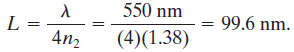 L = λ / 4n₂ = 550 nm / (4)(1.38) = 99.6 nm.